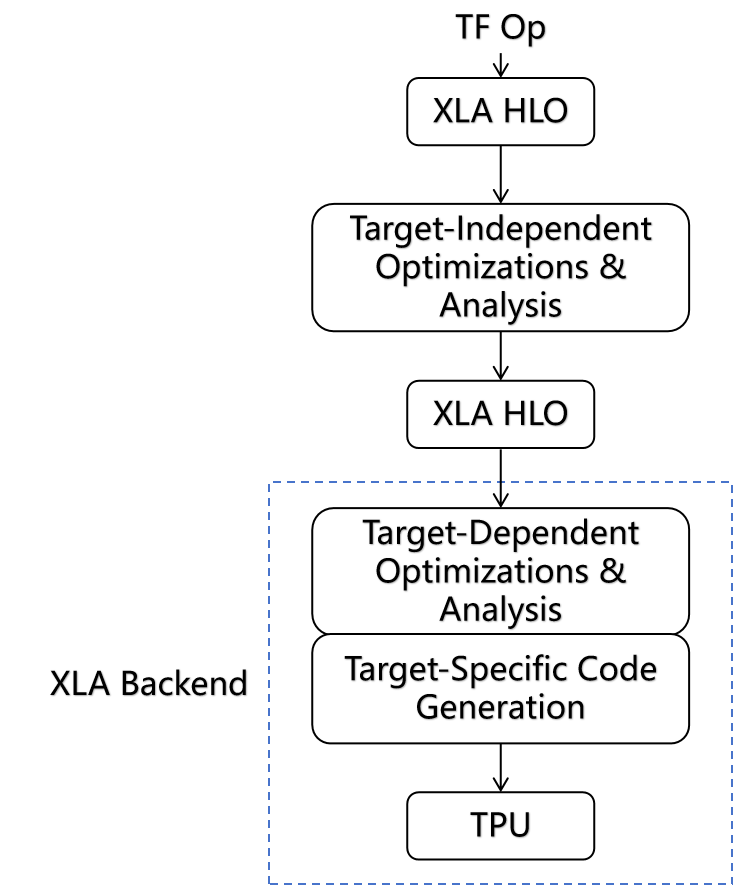 TF Op
XLA HLO
Target-Independent
Optimizations &
Analysis
XLA HLO
Target-Dependent
Optimizations &
Analysis
XLA Backend
Target-Specific Code
Generation
TPU